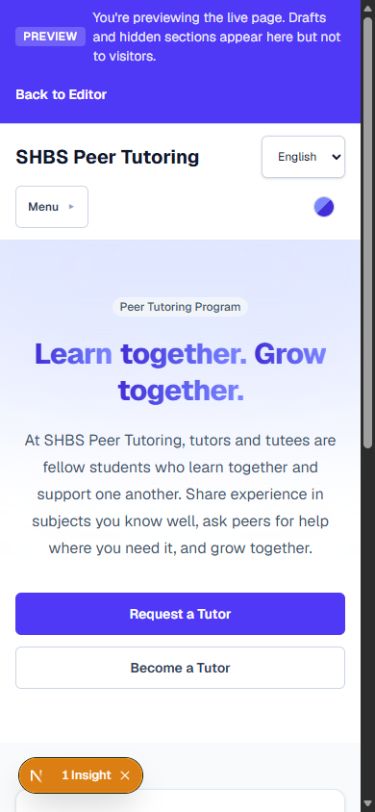 PREVIEW
You're previewing the live page. Drafts
and hidden sections appear here but not
to visitors.
Back to Editor
SHBS Peer Tutoring
English
Menu
Peer Tutoring Program
Learn together. Grow
together.
At SHBS Peer Tutoring, tutors and tutees are
fellow students who learn together and
support one another. Share experience in
subjects you know well, ask peers for help
where you need it, and grow together.
Request a Tutor
Become a Tutor
N 1 Insight